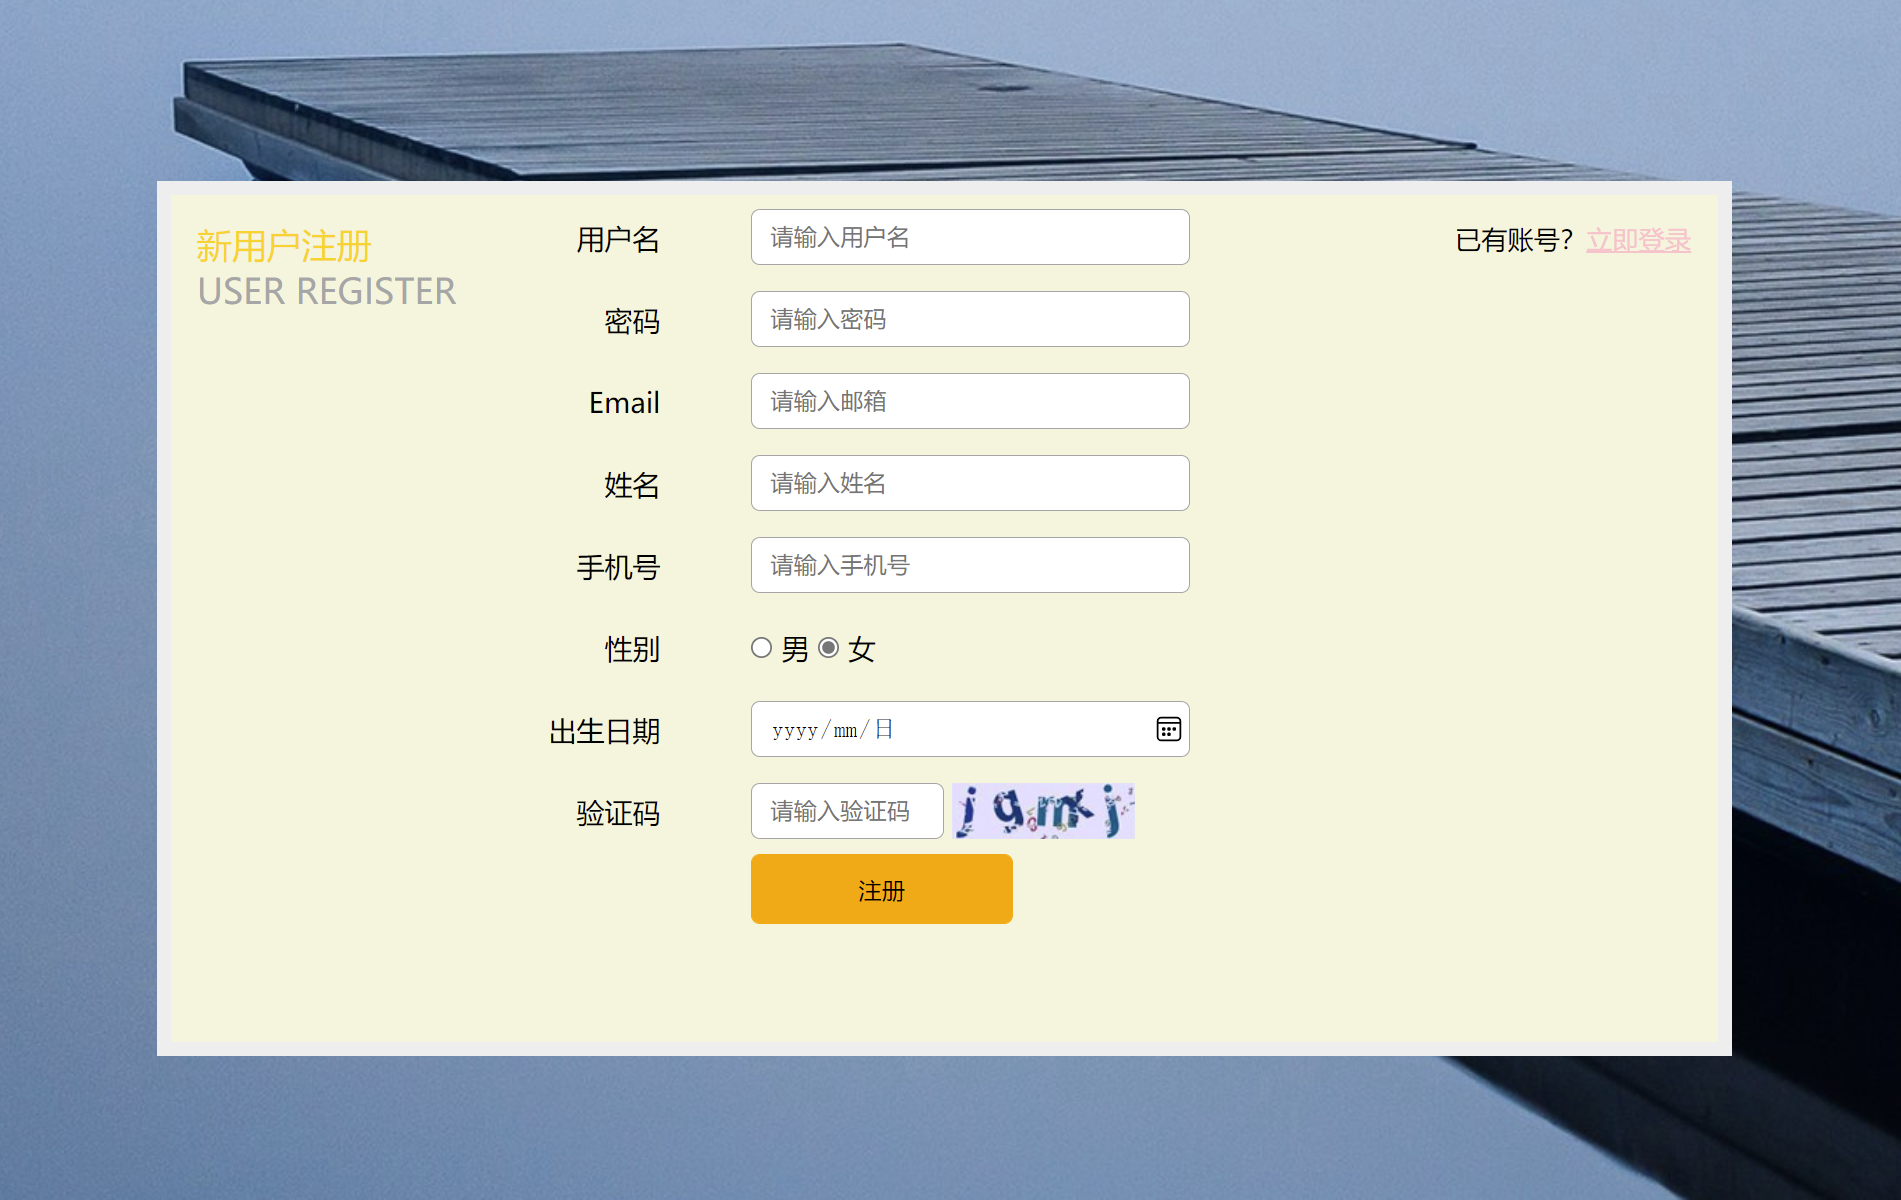 新用户注册
USER REGISTER
用户名 请输入用户名
已有账号？ 立即登录
密码 请输入密码
Email 请输入邮箱
姓名 请输入姓名
手机号 请输入手机号
性别 男 女
出生日期 yyyy/mm/日
验证码 请输入验证码
注册